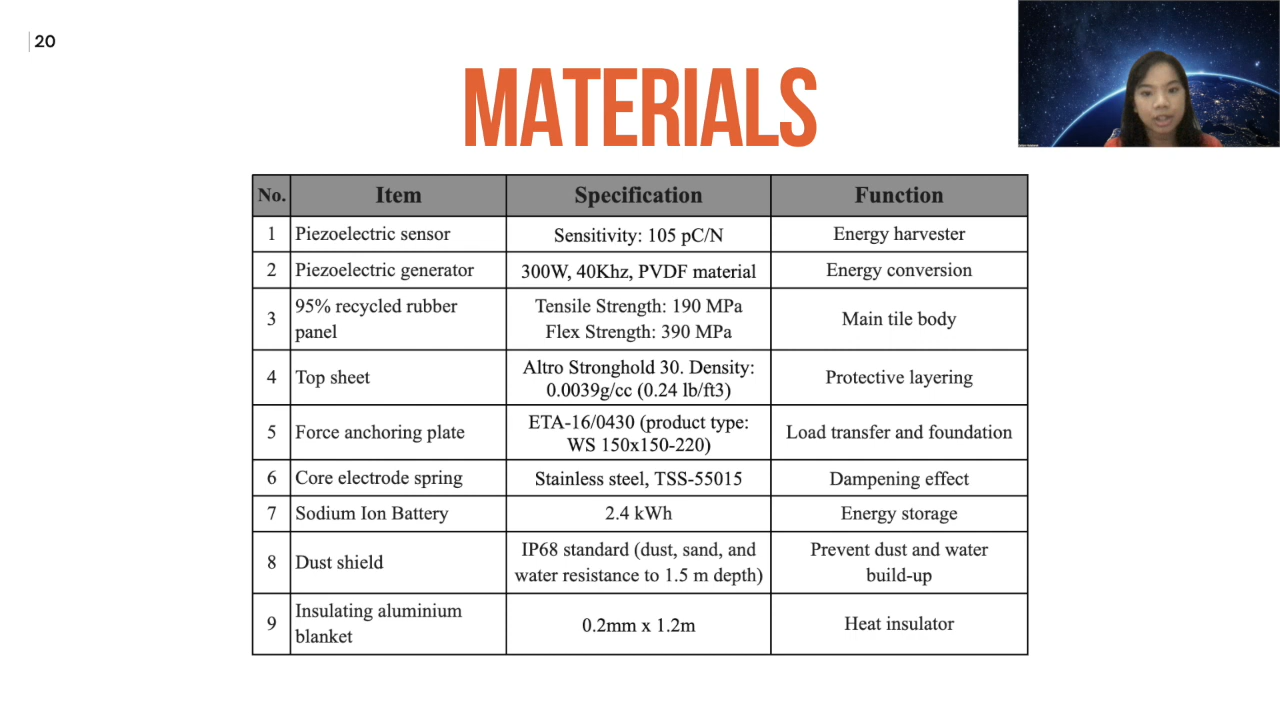 20
MATERIALS
No. Item Specification Function
1 Piezoelectric sensor Sensitivity: 105 pC/N Energy harvester
2 Piezoelectric generator 300W, 40Khz, PVDF material Energy conversion
3 95% recycled rubber panel Tensile Strength: 190 MPa Flex Strength: 390 MPa Main tile body
4 Top sheet Altro Stronghold 30. Density: 0.0039g/cc (0.24 lb/ft3) Protective layering
5 Force anchoring plate ETA-16/0430 (product type: WS 150x150-220) Load transfer and foundation
6 Core electrode spring Stainless steel, TSS-55015 Dampening effect
7 Sodium Ion Battery 2.4 kWh Energy storage
8 Dust shield IP68 standard (dust, sand, and water resistance to 1.5 m depth) Prevent dust and water build-up
9 Insulating aluminium blanket 0.2mm x 1.2m Heat insulator